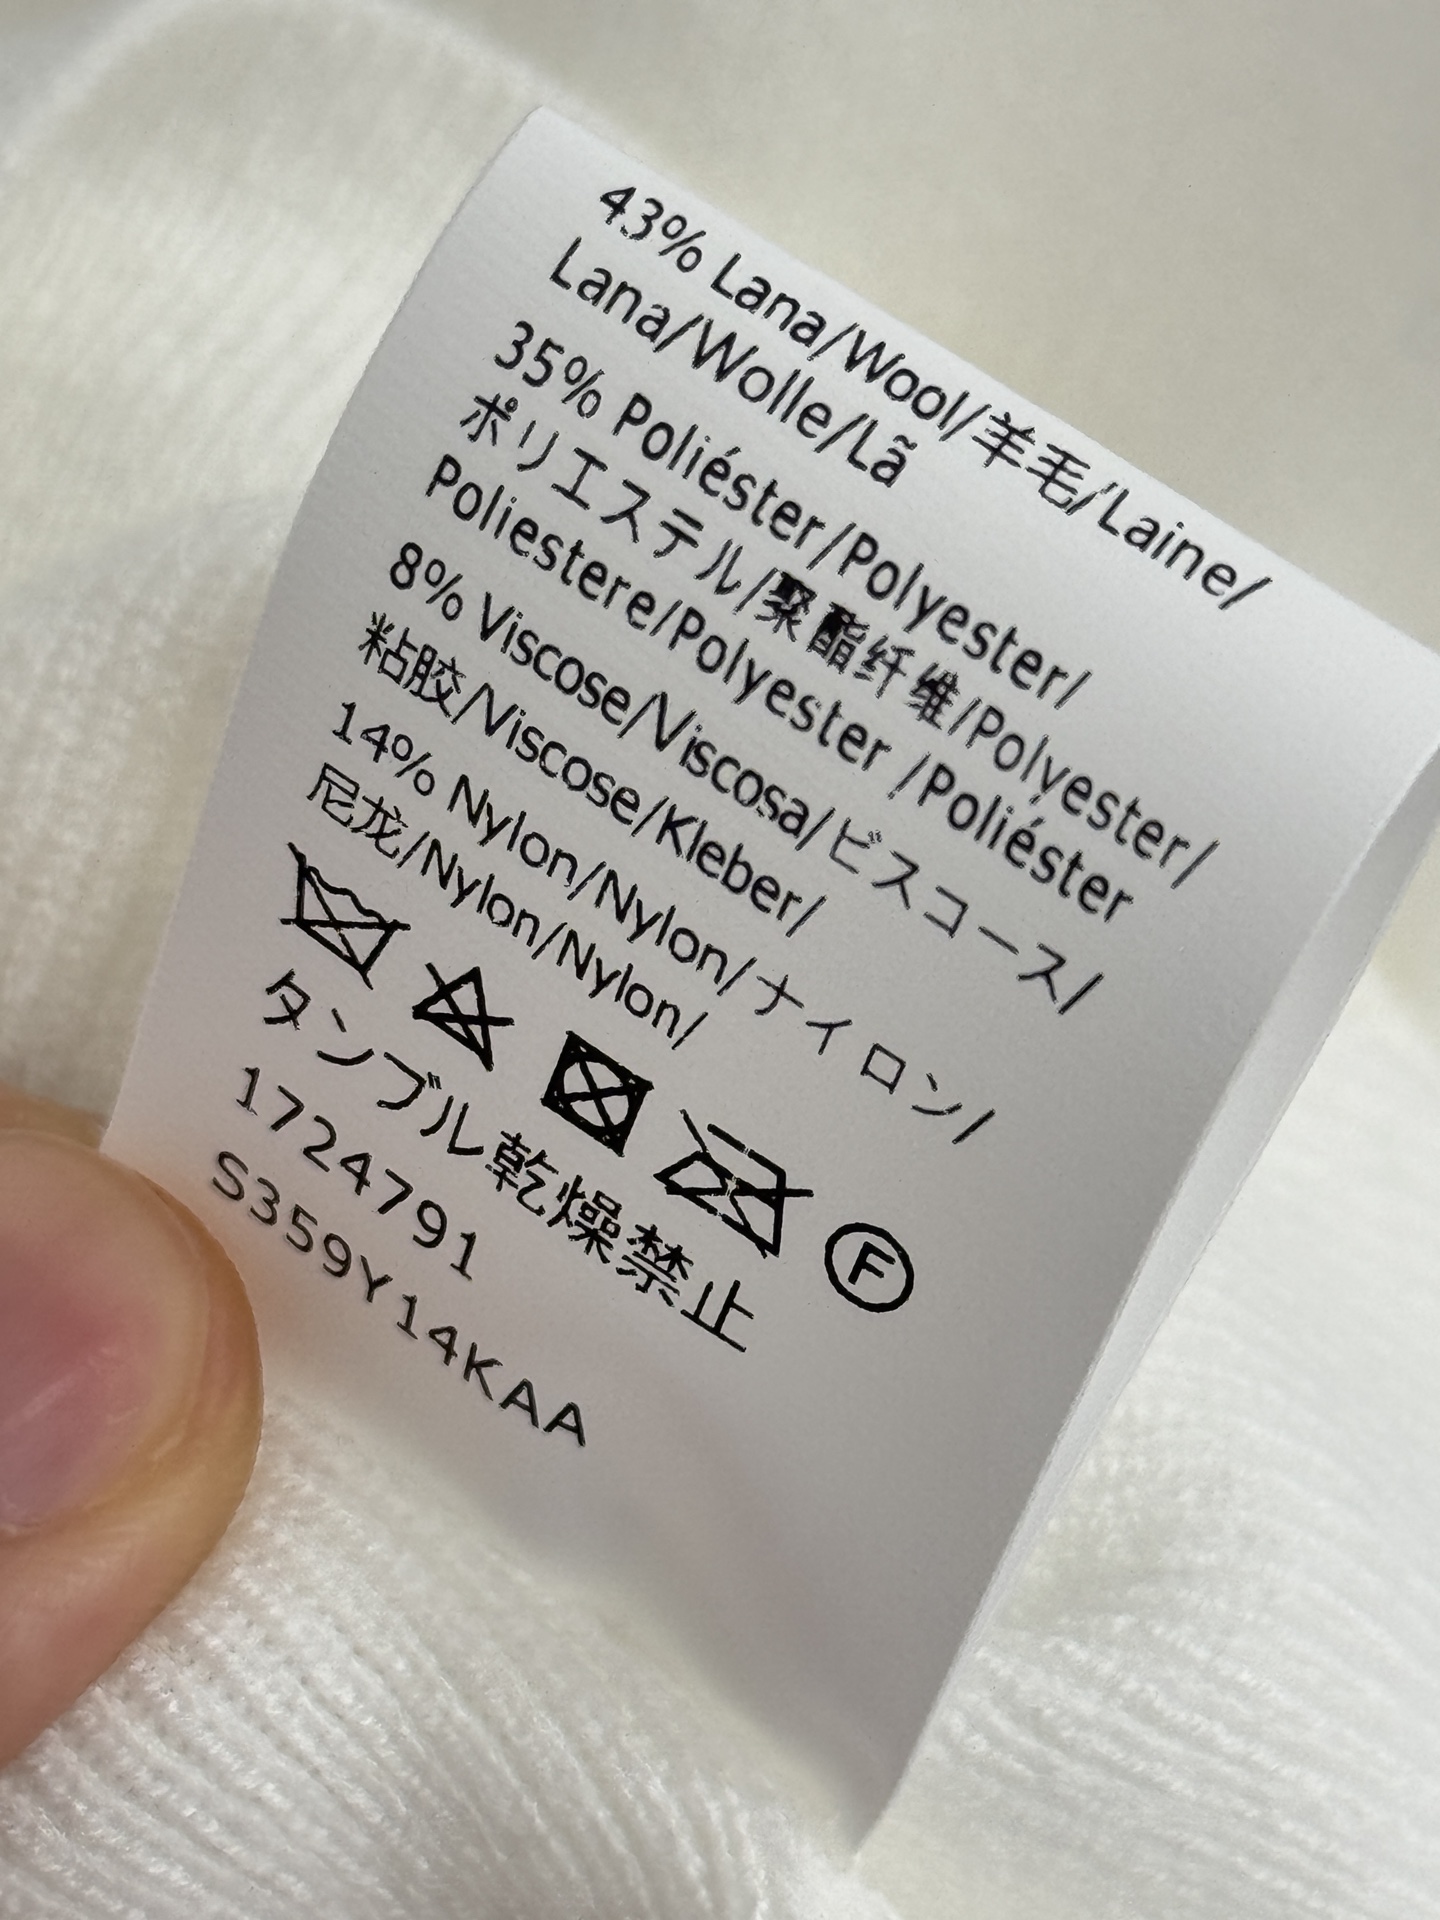 43% Lana/Wool/羊毛/Laine/
Lana/Wolle/Lã
35% Poliéster/Polyester/
ポリエステル/聚酯纤维/Polyester/
Poliestere/Polyester /Poliéster
8% Viscose/Viscosa/ビスコース/
粘胶/Viscose/Kleber/
14% Nylon/Nylon/ナイロン/
尼龙/Nylon/Nylon/
F
タンブル乾燥禁止
1724791
S359Y14KAA